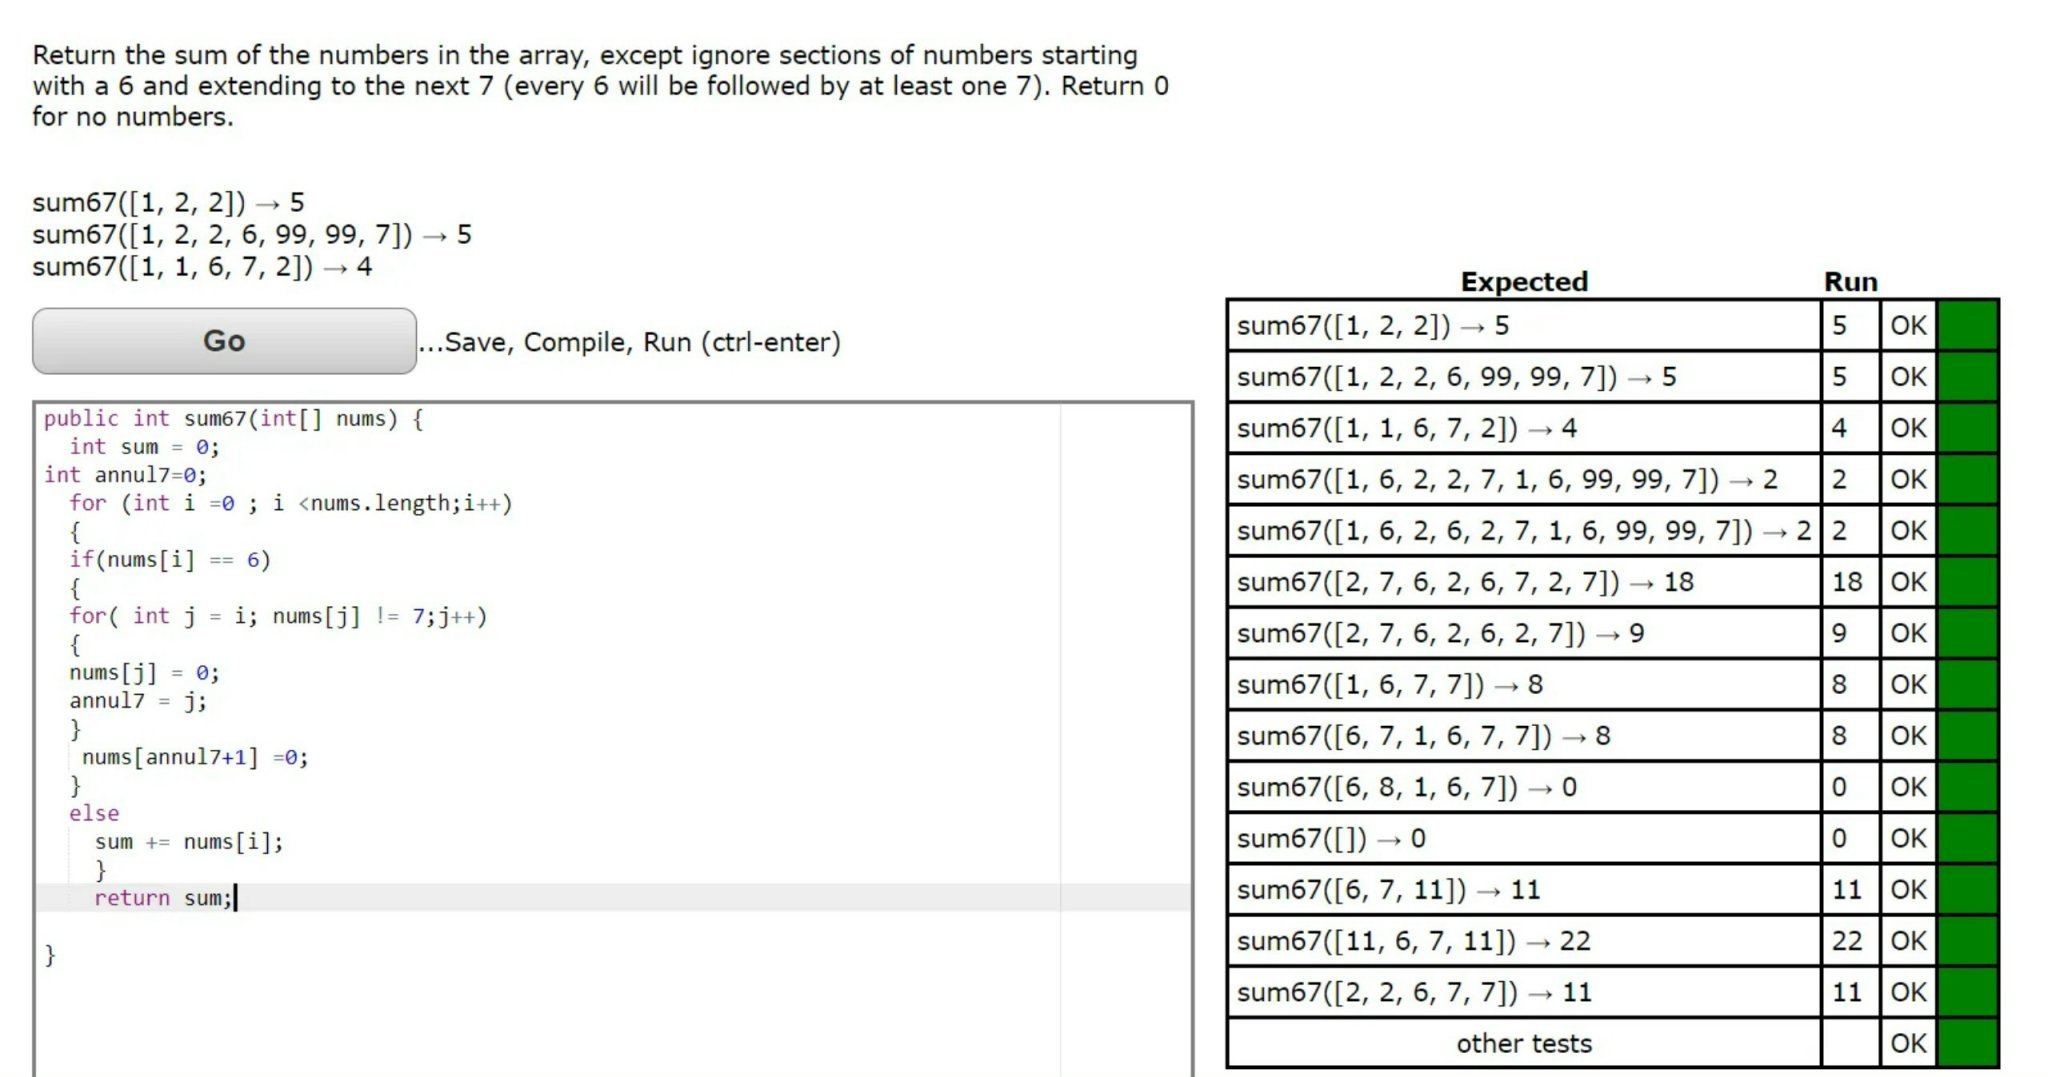 Return the sum of the numbers in the array, except ignore sections of numbers starting
with a 6 and extending to the next 7 (every 6 will be followed by at least one 7). Return 0
for no numbers.
sum67([1, 2, 2]) → 5
sum67([1, 2, 2, 6, 99, 99, 7]) → 5
sum67([1, 1, 6, 7, 2]) → 4
Go ...Save, Compile, Run (ctrl-enter)
public int sum67(int[] nums) {
int sum = 0;
int annul7=0;
for (int i =0 ; i <nums.length;i++)
{
if(nums[i] == 6)
{
for( int j = i; nums[j] != 7;j++)
{
nums[j] = 0;
annul7 = j;
}
nums[annul7+1] =0;
}
else
sum += nums[i];
}
return sum;
}
Expected Run
sum67([1, 2, 2]) → 5 5 OK
sum67([1, 2, 2, 6, 99, 99, 7]) → 5 5 OK
sum67([1, 1, 6, 7, 2]) → 4 4 OK
sum67([1, 6, 2, 2, 7, 1, 6, 99, 99, 7]) → 2 2 OK
sum67([1, 6, 2, 6, 2, 7, 1, 6, 99, 99, 7]) → 2 2 OK
sum67([2, 7, 6, 2, 6, 7, 2, 7]) → 18 18 OK
sum67([2, 7, 6, 2, 6, 2, 7]) → 9 9 OK
sum67([1, 6, 7, 7]) → 8 8 OK
sum67([6, 7, 1, 6, 7, 7]) → 8 8 OK
sum67([6, 8, 1, 6, 7]) → 0 0 OK
sum67([]) → 0 0 OK
sum67([6, 7, 11]) → 11 11 OK
sum67([11, 6, 7, 11]) → 22 22 OK
sum67([2, 2, 6, 7, 7]) → 11 11 OK
other tests OK